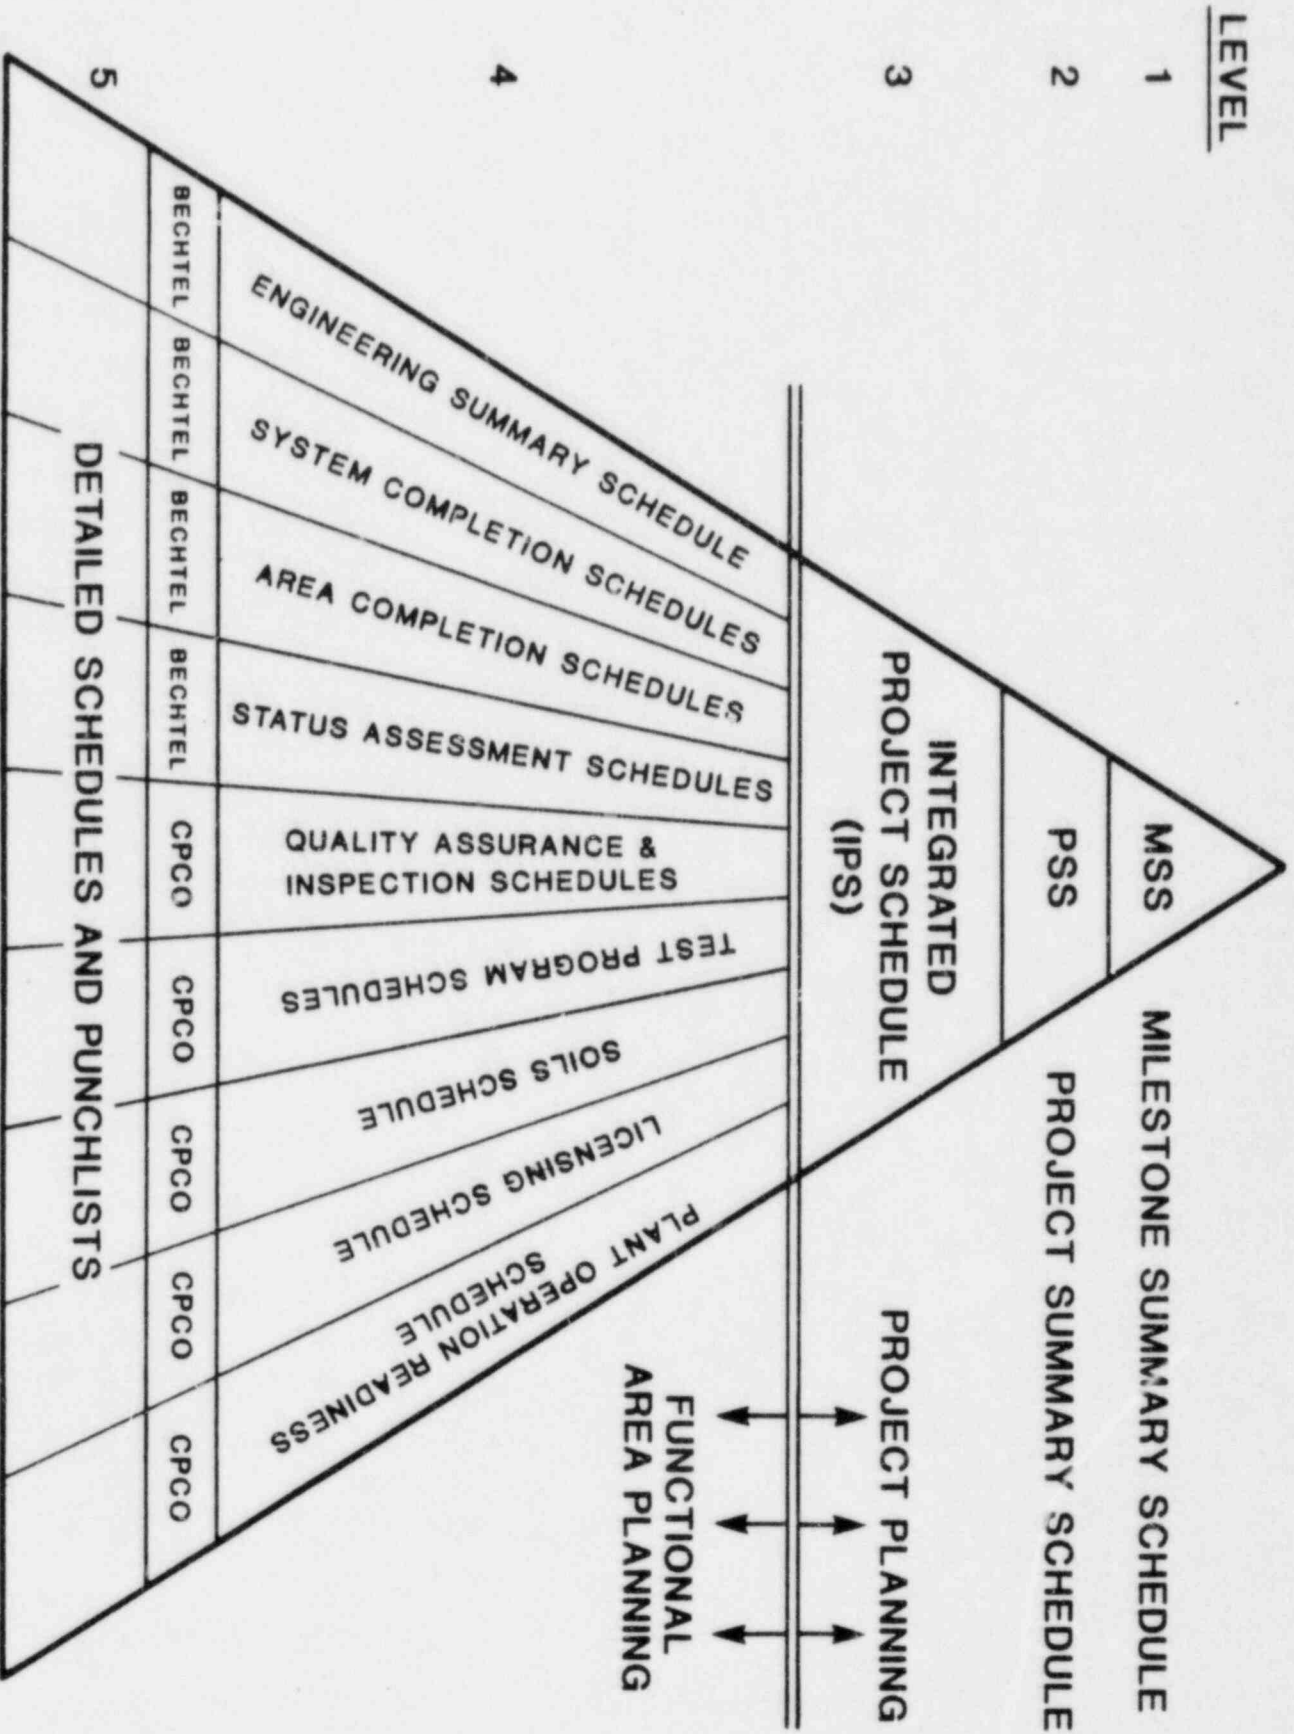 LEVEL
1
MSS
MILESTONE SUMMARY SCHEDULE
2
PSS
PROJECT SUMMARY SCHEDULE
3
INTEGRATED
PROJECT SCHEDULE
(IPS)
PROJECT PLANNING
FUNCTIONAL
AREA PLANNING
4
ENGINEERING SUMMARY SCHEDULE
SYSTEM COMPLETION SCHEDULES
AREA COMPLETION SCHEDULES
STATUS ASSESSMENT SCHEDULES
QUALITY ASSURANCE &
INSPECTION SCHEDULES
TEST PROGRAM SCHEDULES
SOILS SCHEDULE
LICENSING SCHEDULE
PLANT OPERATION READINESS
SCHEDULE
BECHTEL
BECHTEL
BECHTEL
BECHTEL
CPCO
CPCO
CPCO
CPCO
CPCO
5
DETAILED SCHEDULES AND PUNCHLISTS